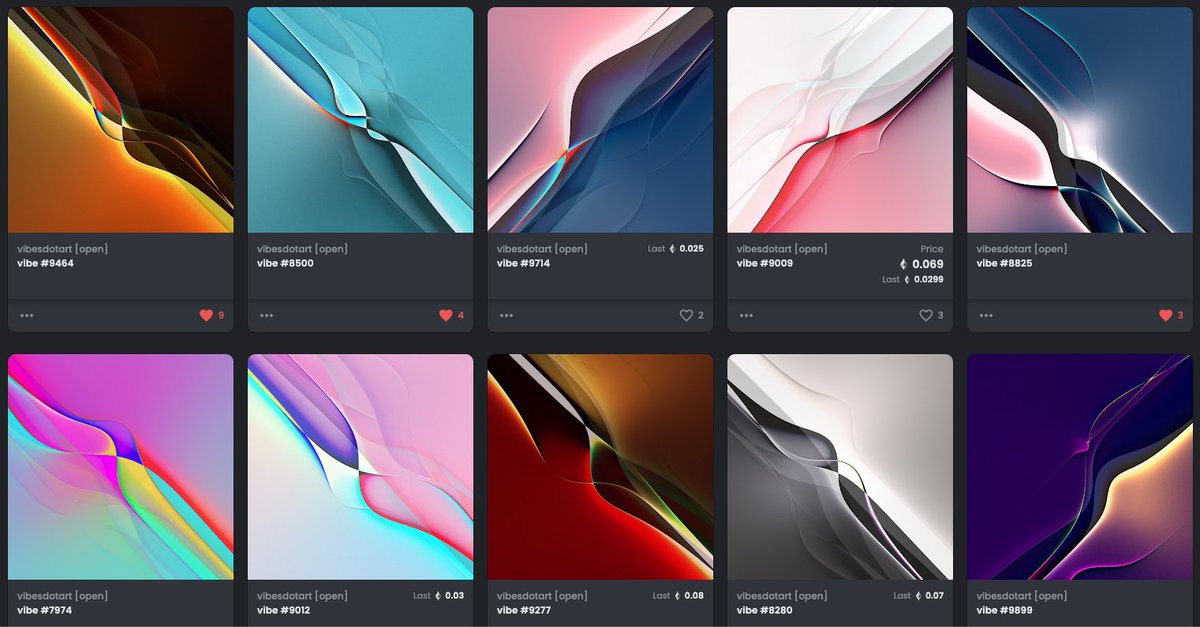 vibesdotart [open]
vibe #9464
••• 9
vibesdotart [open]
vibe #8500
••• 4
vibesdotart [open] Last 0.025
vibe #9714
••• 2
vibesdotart [open] Price
vibe #9009 0.069
Last 0.0299
••• 3
vibesdotart [open]
vibe #8825
••• 3
vibesdotart [open]
vibe #7974
vibesdotart [open] Last 0.03
vibe #9012
vibesdotart [open] Last 0.08
vibe #9277
vibesdotart [open] Last 0.07
vibe #8280
vibesdotart [open]
vibe #9899